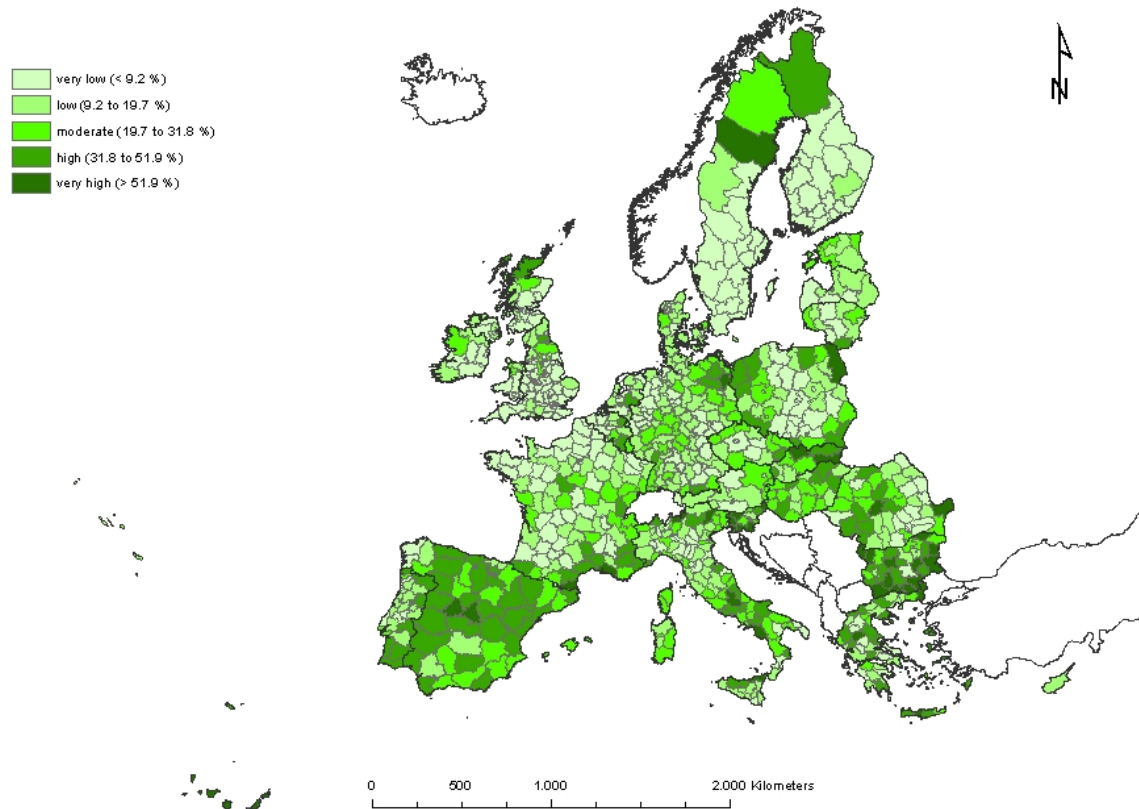 very low (< 9.2 %)
low (9.2 to 19.7 %)
moderate (19.7 to 31.8 %)
high (31.8 to 51.9 %)
very high (> 51.9 %)
N
0 500 1.000 2.000 Kilometers